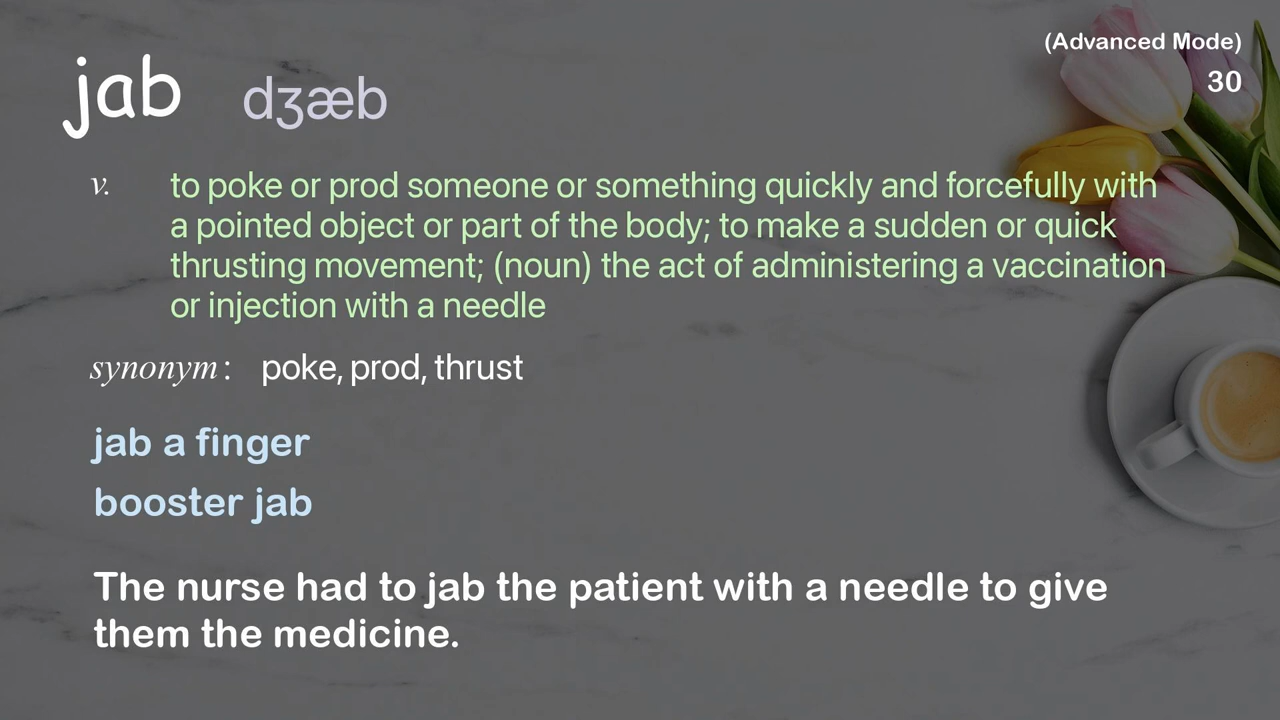 (Advanced Mode)
30
jab dʒæb
v. to poke or prod someone or something quickly and forcefully with
a pointed object or part of the body; to make a sudden or quick
thrusting movement; (noun) the act of administering a vaccination
or injection with a needle
synonym: poke, prod, thrust
jab a finger
booster jab
The nurse had to jab the patient with a needle to give
them the medicine.